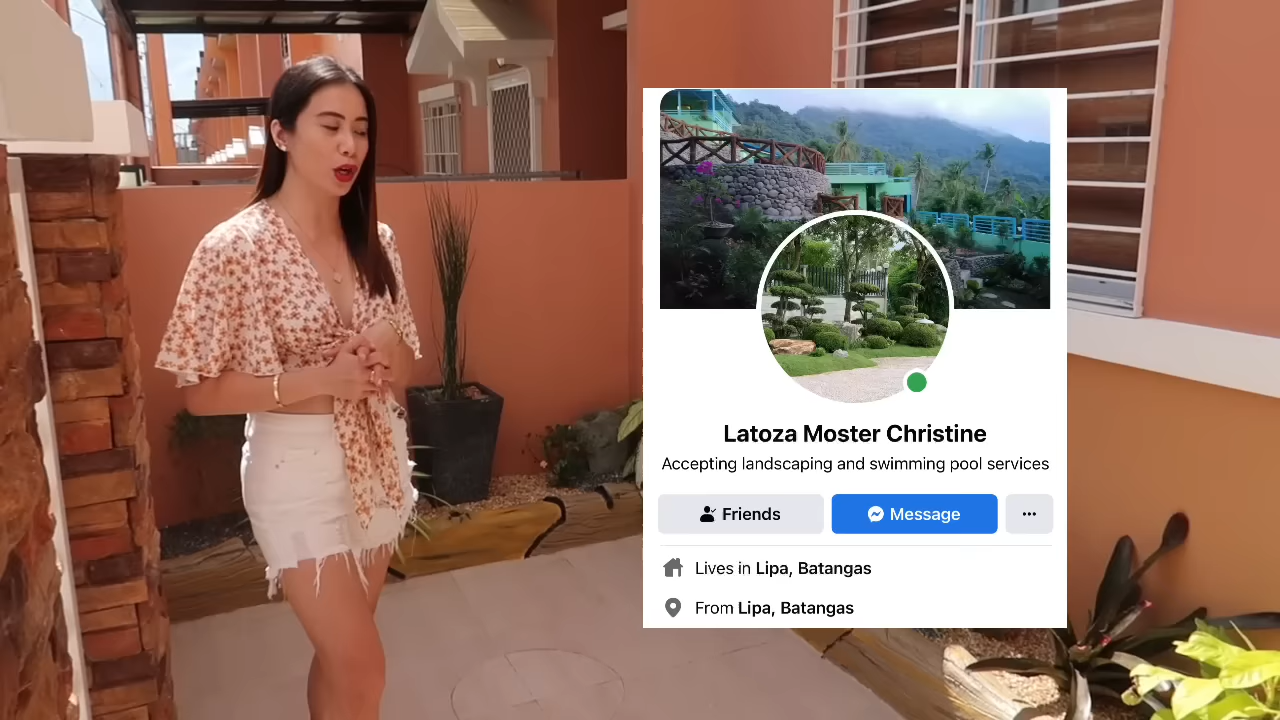 Latoza Moster Christine
Accepting landscaping and swimming pool services
Friends
Message
Lives in Lipa, Batangas
From Lipa, Batangas